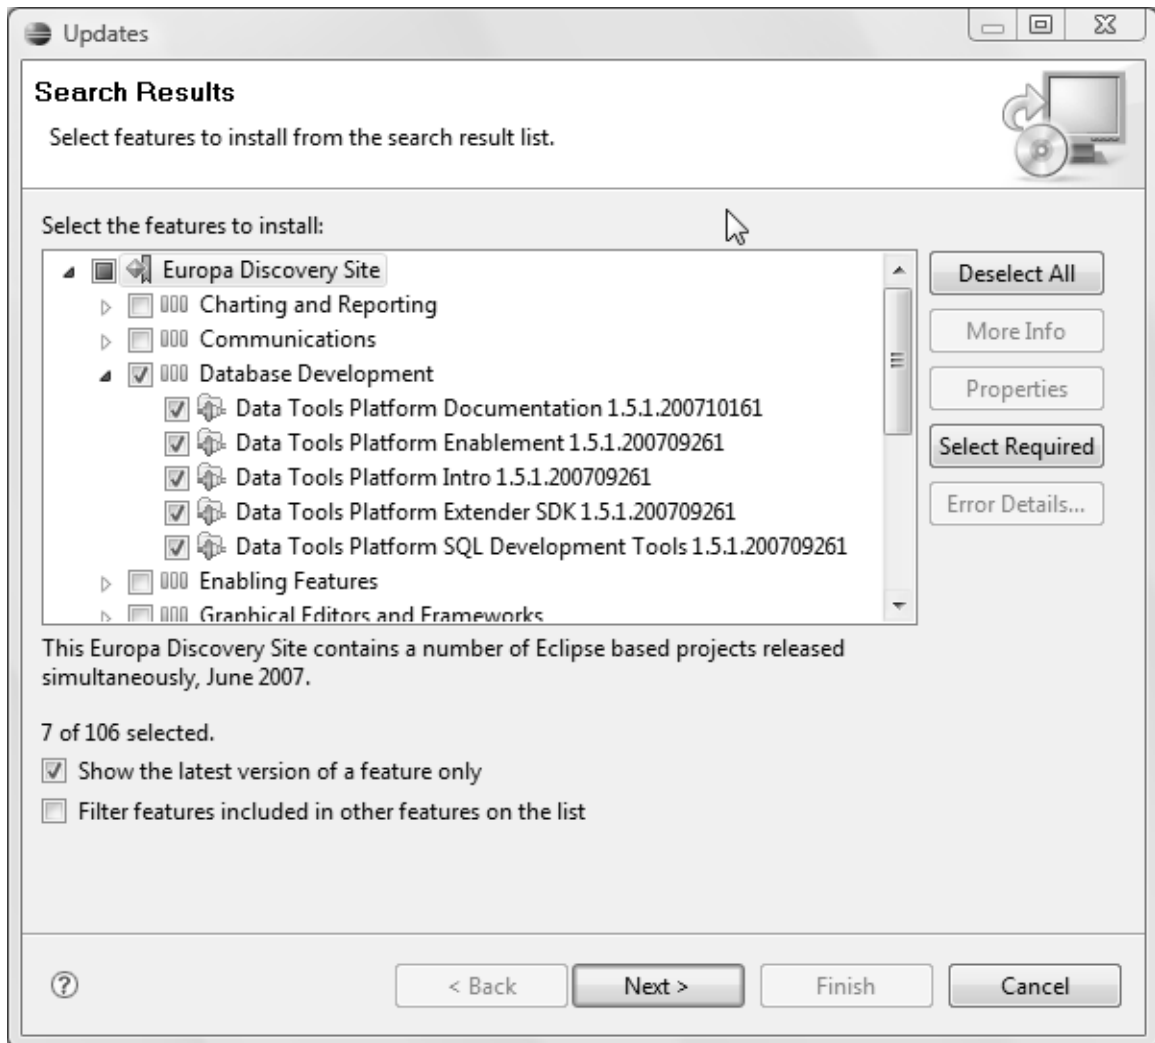 Updates
Search Results
Select features to install from the search result list.
Select the features to install:
Europa Discovery Site
Deselect All
Charting and Reporting
Communications
More Info
Database Development
Properties
Data Tools Platform Documentation 1.5.1.200710161
Data Tools Platform Enablement 1.5.1.200709261
Select Required
Data Tools Platform Intro 1.5.1.200709261
Data Tools Platform Extender SDK 1.5.1.200709261
Error Details...
Data Tools Platform SQL Development Tools 1.5.1.200709261
Enabling Features
Graphical Editors and Frameworks
This Europa Discovery Site contains a number of Eclipse based projects released
simultaneously, June 2007.
7 of 106 selected.
Show the latest version of a feature only
Filter features included in other features on the list
?
< Back
Next >
Finish
Cancel